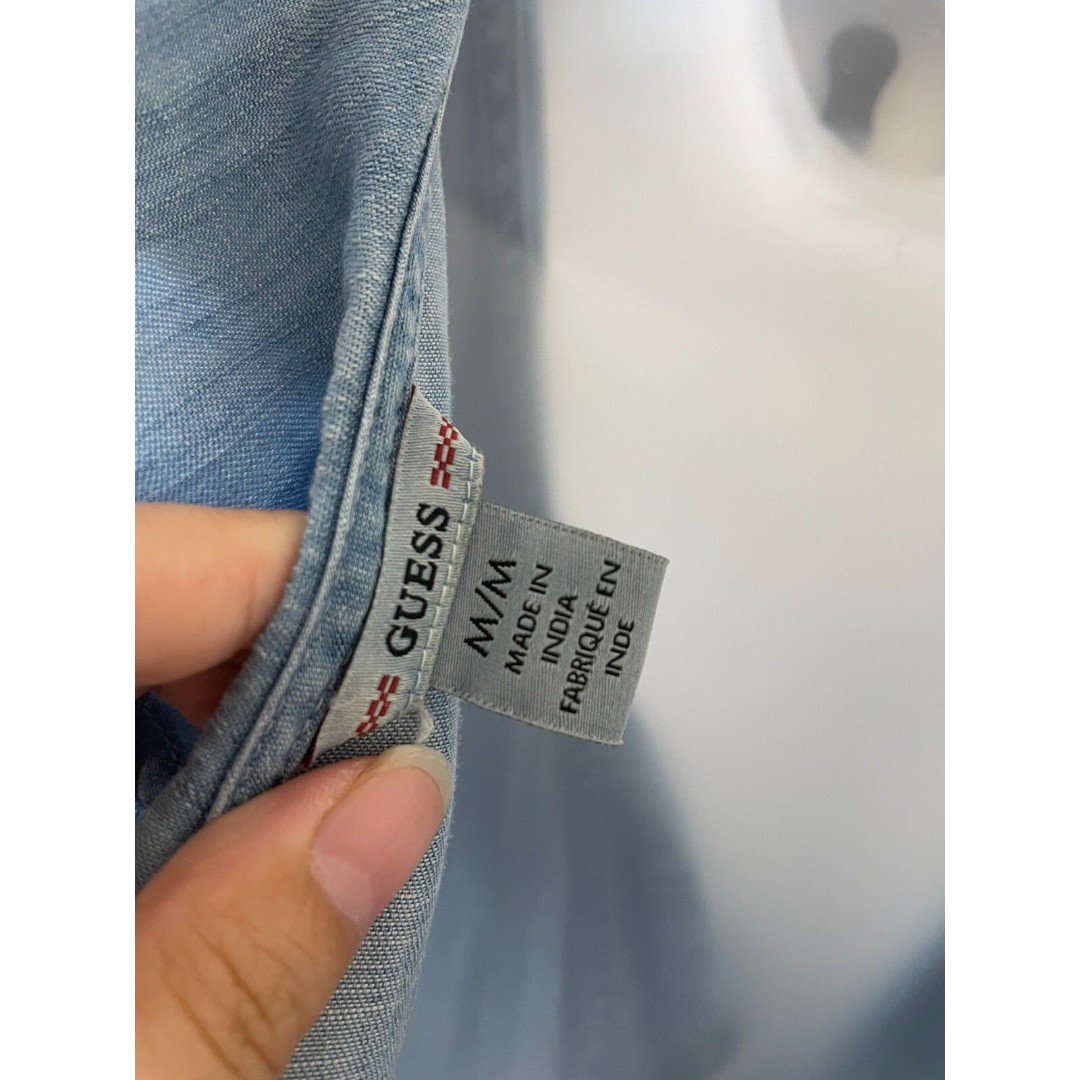 GUESS
M/M
MADE IN
INDIA
FABRIQUÉ EN
INDE